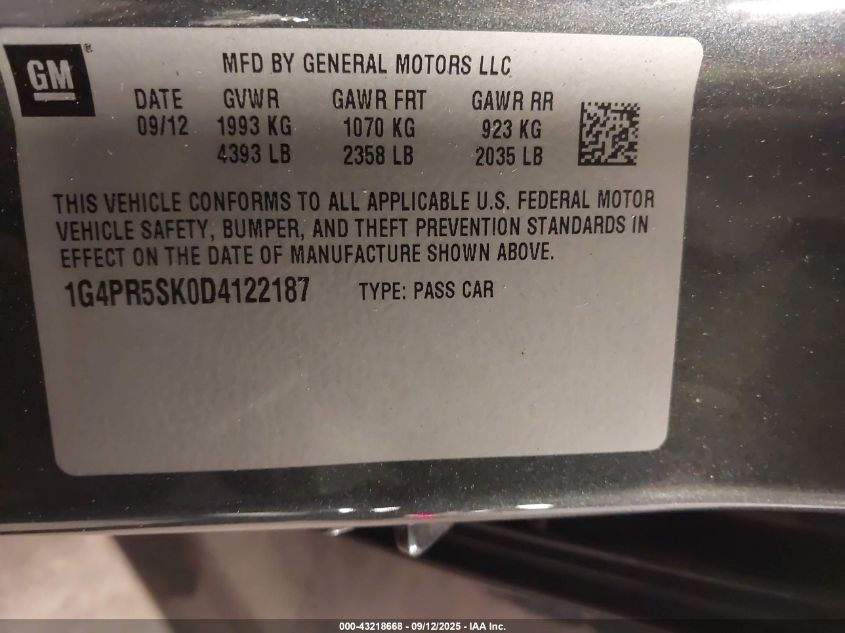 GM®
MFD BY GENERAL MOTORS LLC
DATE GVWR GAWR FRT GAWR RR
09/12 1993 KG 1070 KG 923 KG
4393 LB 2358 LB 2035 LB
THIS VEHICLE CONFORMS TO ALL APPLICABLE U.S. FEDERAL MOTOR
VEHICLE SAFETY, BUMPER, AND THEFT PREVENTION STANDARDS IN
EFFECT ON THE DATE OF MANUFACTURE SHOWN ABOVE.
1G4PR5SK0D4122187 TYPE: PASS CAR
000-43218668 - 09/12/2025 - IAA Inc.